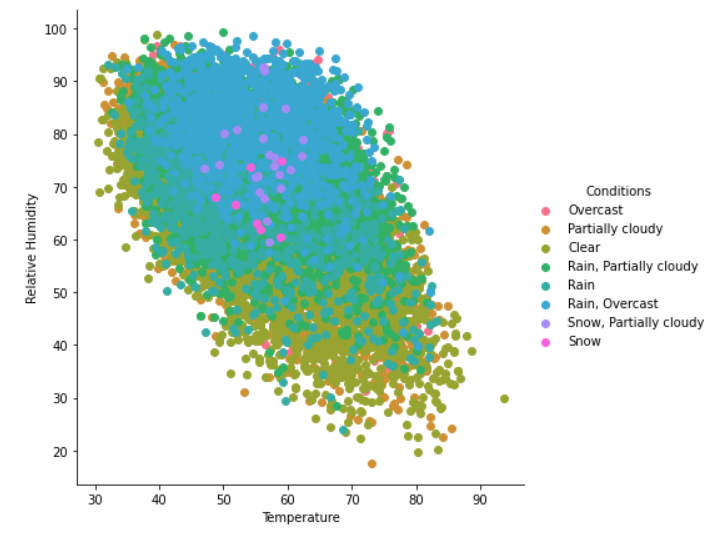 100
90
80
70
60
50
40
30
20
Relative Humidity
30 40 50 60 70 80 90
Temperature
Conditions
Overcast
Partially cloudy
Clear
Rain, Partially cloudy
Rain
Rain, Overcast
Snow, Partially cloudy
Snow